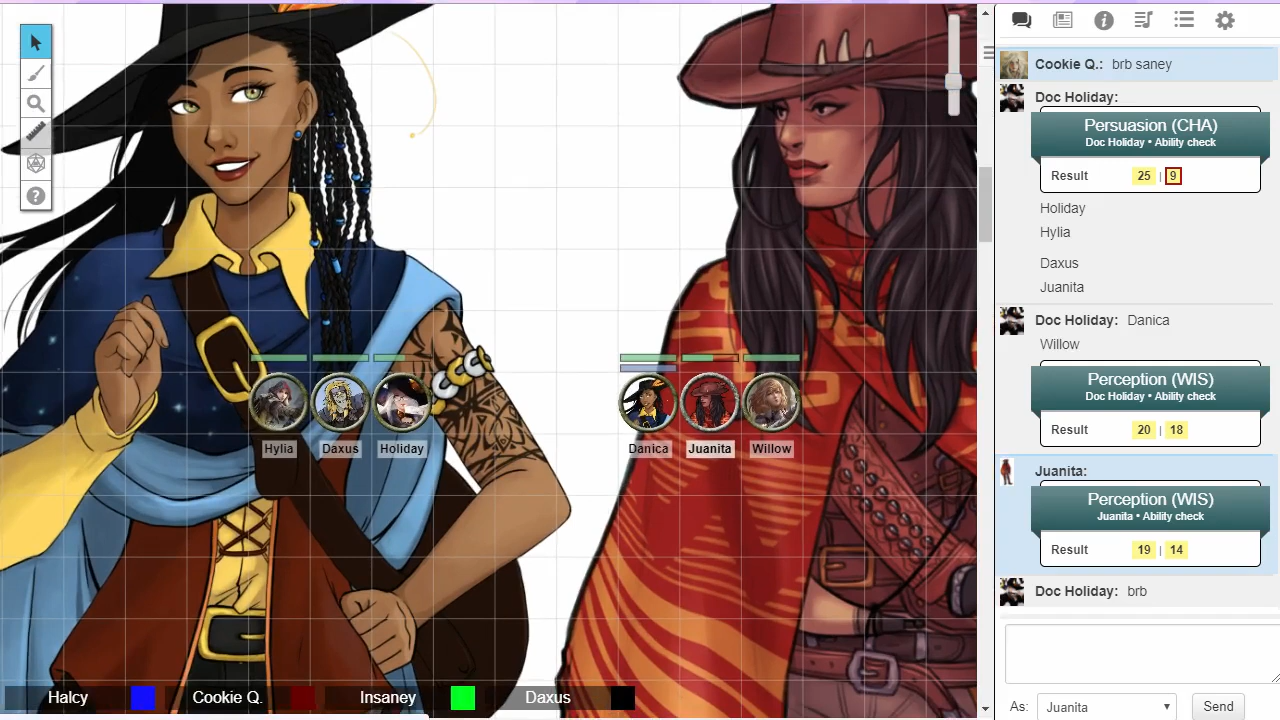 Cookie Q.: brb saney
Doc Holiday:
Persuasion (CHA)
Doc Holiday • Ability check
Result 25 | 9
Holiday
Hylia
Daxus
Juanita
Doc Holiday: Danica
Willow
Perception (WIS)
Doc Holiday • Ability check
Result 20 | 18
Juanita:
Perception (WIS)
Juanita • Ability check
Result 19 | 14
Doc Holiday: brb
As: Juanita Send
Hylia Daxus Holiday Danica Juanita Willow
Halcy Cookie Q. Insaney Daxus